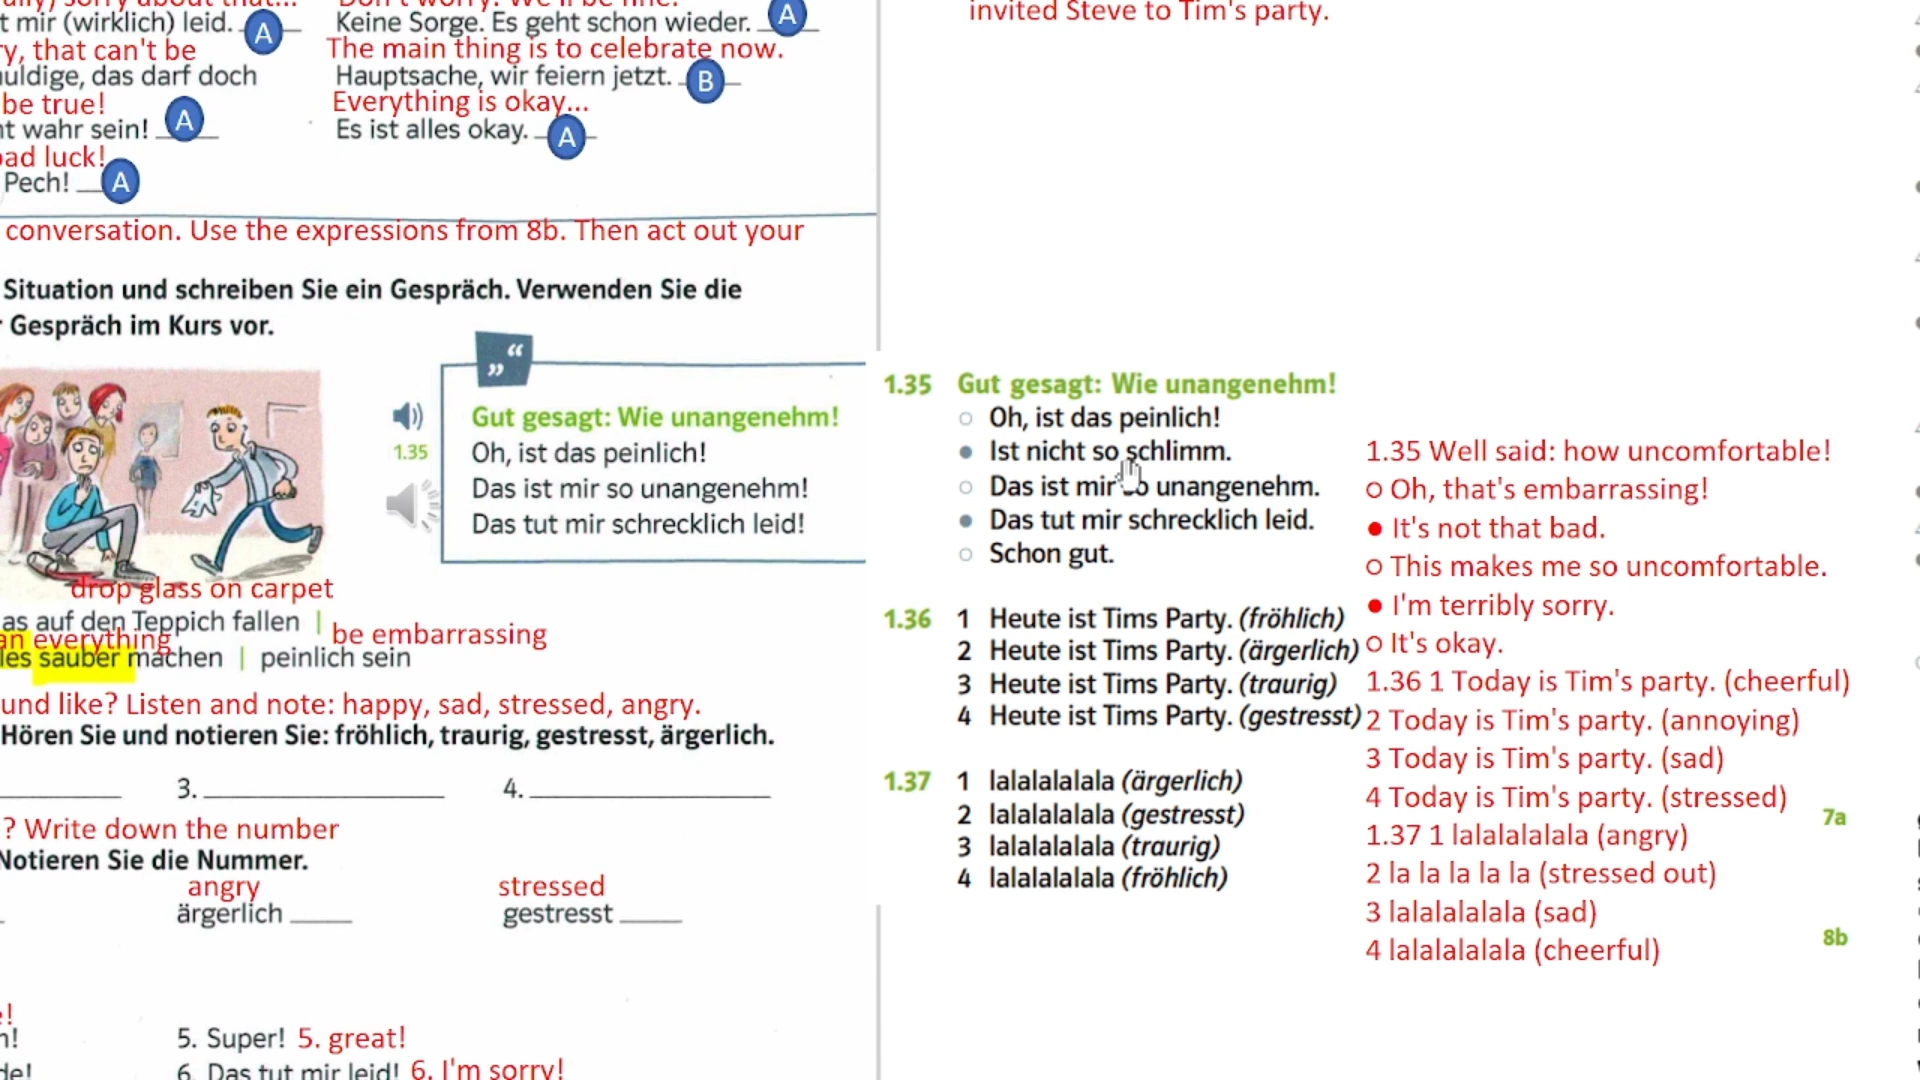 sorry about that...
Don't worry! We'll be fine.
t mir (wirklich) leid. A
Keine Sorge. Es geht schon wieder. A
that can't be
The main thing is to celebrate now.
das darf doch
Hauptsache, wir feiern jetzt. B
be true!
Everything is okay...
wahr sein! A
Es ist alles okay. A
luck!
Pech! A
conversation. Use the expressions from 8b. Then act out your
Situation und schreiben Sie ein Gespräch. Verwenden Sie die
Gespräch im Kurs vor.
„ “
1.35
Gut gesagt: Wie unangenehm!
Oh, ist das peinlich!
Das ist mir so unangenehm!
Das tut mir schrecklich leid!
drop glass on carpet
as auf den Teppich fallen |
everything
be embarrassing
les sauber machen | peinlich sein
und like? Listen and note: happy, sad, stressed, angry.
Hören Sie und notieren Sie: fröhlich, traurig, gestresst, ärgerlich.
3.
4.
? Write down the number
Notieren Sie die Nummer.
angry
stressed
ärgerlich
gestresst
5. Super! 5. great!
6. Das tut mir leid! 6. I'm sorry!
invited Steve to Tim's party.
1.35 Gut gesagt: Wie unangenehm!
○ Oh, ist das peinlich!
● Ist nicht so schlimm.
○ Das ist mir so unangenehm.
● Das tut mir schrecklich leid.
○ Schon gut.
1.36 1 Heute ist Tims Party. (fröhlich)
2 Heute ist Tims Party. (ärgerlich)
3 Heute ist Tims Party. (traurig)
4 Heute ist Tims Party. (gestresst)
1.37 1 lalalalalala (ärgerlich)
2 lalalalalala (gestresst)
3 lalalalalala (traurig)
4 lalalalalala (fröhlich)
1.35 Well said: how uncomfortable!
○ Oh, that's embarrassing!
● It's not that bad.
○ This makes me so uncomfortable.
● I'm terribly sorry.
○ It's okay.
1.36 1 Today is Tim's party. (cheerful)
2 Today is Tim's party. (annoying)
3 Today is Tim's party. (sad)
4 Today is Tim's party. (stressed)
1.37 1 lalalalalala (angry)
2 la la la la la (stressed out)
3 lalalalalala (sad)
4 lalalalalala (cheerful)
7a
8b